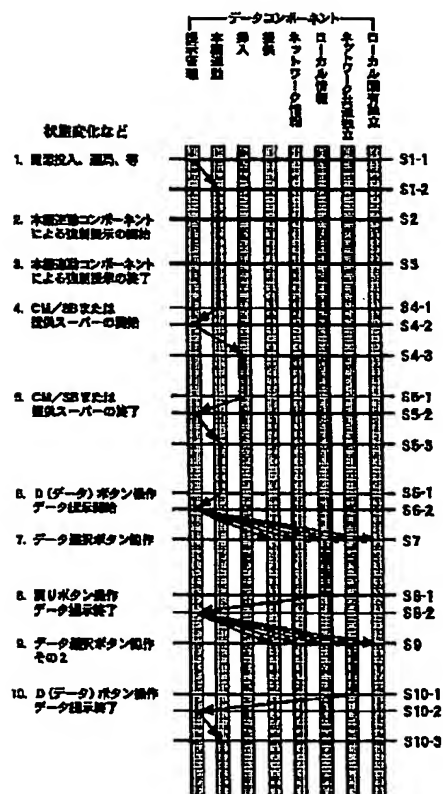 データコンポーネント
提示管理
本編連動
挿入
提供
ネットワーク情報
ローカル情報
ネットワーク共通独立
ローカル固有独立
状態変化など
1. 電源投入、選局、等
S1-1
S1-2
2. 本編連動コンポーネント
による強制提示の開始
S2
3. 本編連動コンポーネント
による強制提示の終了
S3
4. CM/SBまたは
提供スーパーの開始
S4-1
S4-2
S4-3
5. CM/SBまたは
提供スーパーの終了
S5-1
S5-2
S5-3
6. D(データ)ボタン操作
データ提示開始
S6-1
S6-2
7. データ選択ボタン操作
S7
8. 戻りボタン操作
データ提示終了
S8-1
S8-2
9. データ選択ボタン操作
その2
S9
10. D(データ)ボタン操作
データ提示終了
S10-1
S10-2
S10-3